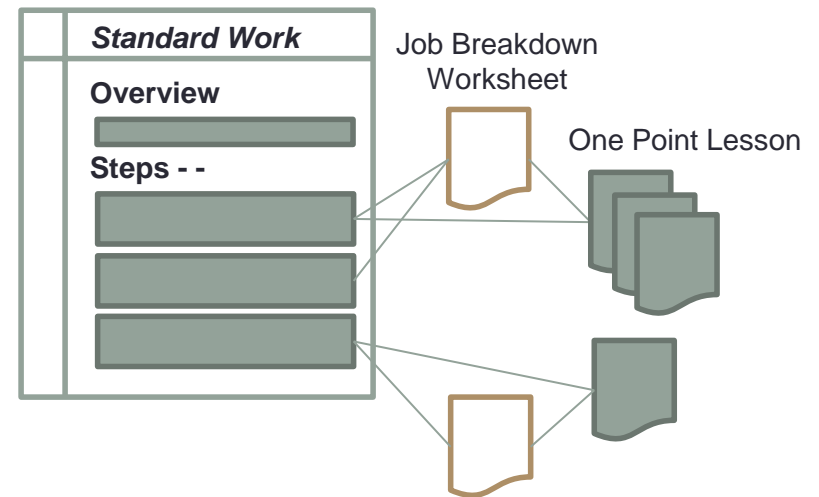 Standard Work
Overview
Steps - -
Job Breakdown
Worksheet
One Point Lesson